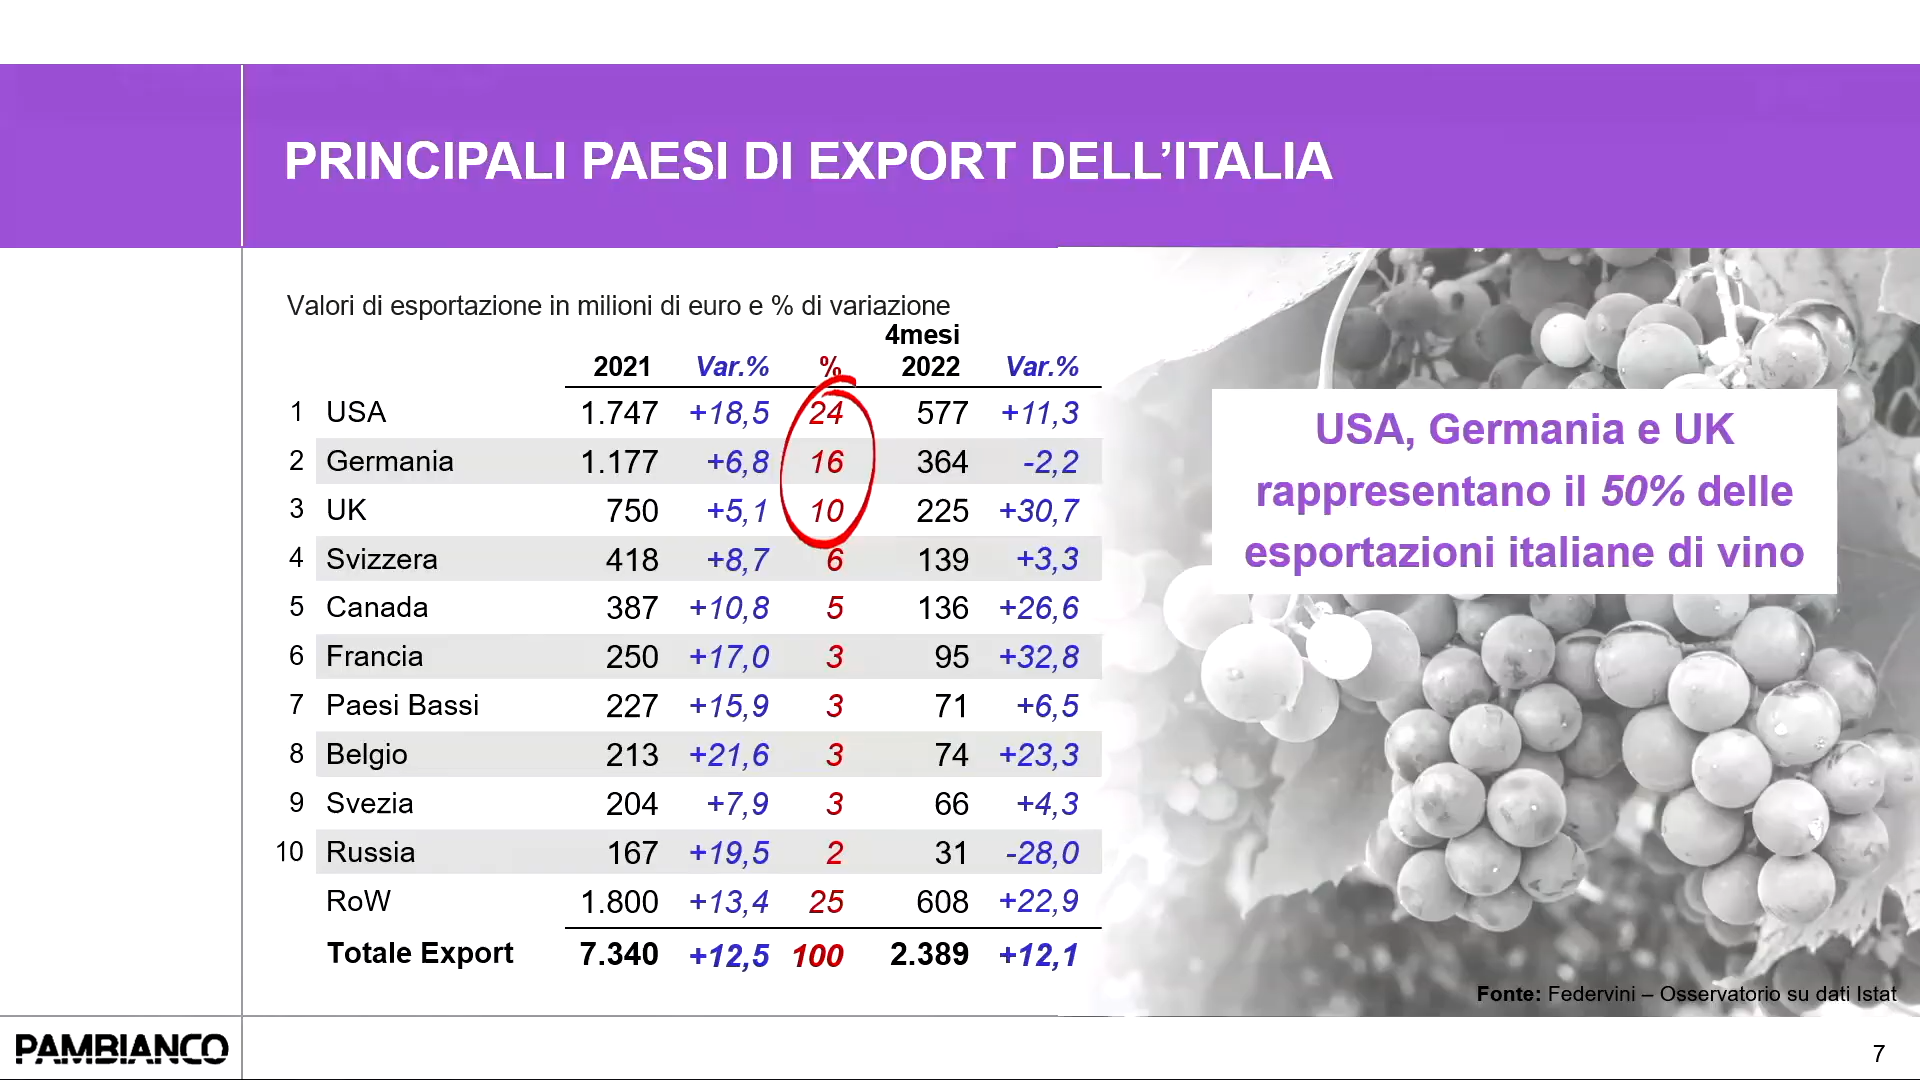 PRINCIPALI PAESI DI EXPORT DELL’ITALIA
Valori di esportazione in milioni di euro e % di variazione
4mesi
2021 Var.% % 2022 Var.%
1 USA 1.747 +18,5 24 577 +11,3
2 Germania 1.177 +6,8 16 364 -2,2
3 UK 750 +5,1 10 225 +30,7
4 Svizzera 418 +8,7 6 139 +3,3
5 Canada 387 +10,8 5 136 +26,6
6 Francia 250 +17,0 3 95 +32,8
7 Paesi Bassi 227 +15,9 3 71 +6,5
8 Belgio 213 +21,6 3 74 +23,3
9 Svezia 204 +7,9 3 66 +4,3
10 Russia 167 +19,5 2 31 -28,0
RoW 1.800 +13,4 25 608 +22,9
Totale Export 7.340 +12,5 100 2.389 +12,1
USA, Germania e UK
rappresentano il 50% delle
esportazioni italiane di vino
Fonte: Federvini – Osservatorio su dati Istat
PAMBIANCO
7